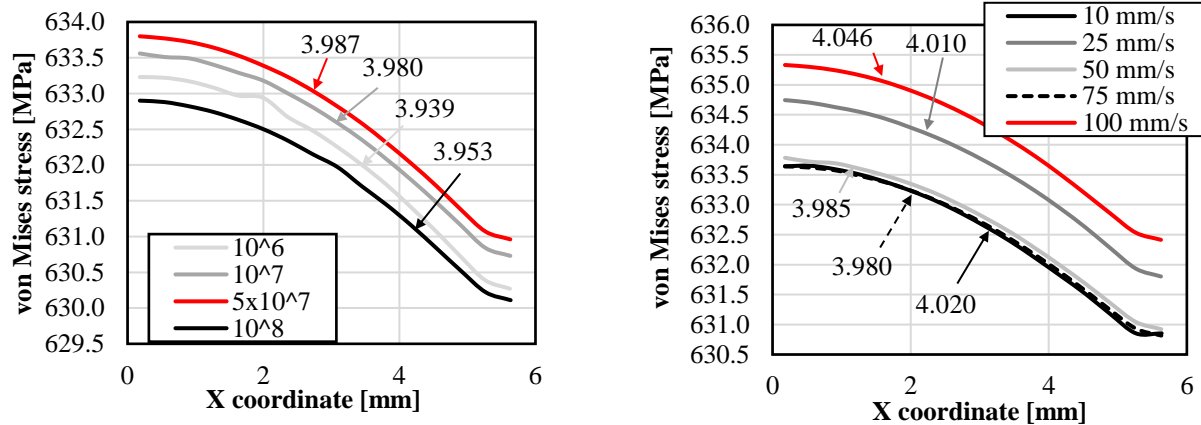 634.0
633.5
633.0
632.5
632.0
631.5
631.0
630.5
630.0
629.5
von Mises stress [MPa]
3.987
3.980
3.939
3.953
10^6
10^7
5x10^7
10^8
0 2 4 6
X coordinate [mm]
636.0
635.5
635.0
634.5
634.0
633.5
633.0
632.5
632.0
631.5
631.0
630.5
von Mises stress [MPa]
10 mm/s
25 mm/s
50 mm/s
75 mm/s
100 mm/s
4.046
4.010
3.985
3.980
4.020
0 2 4 6
X coordinate [mm]